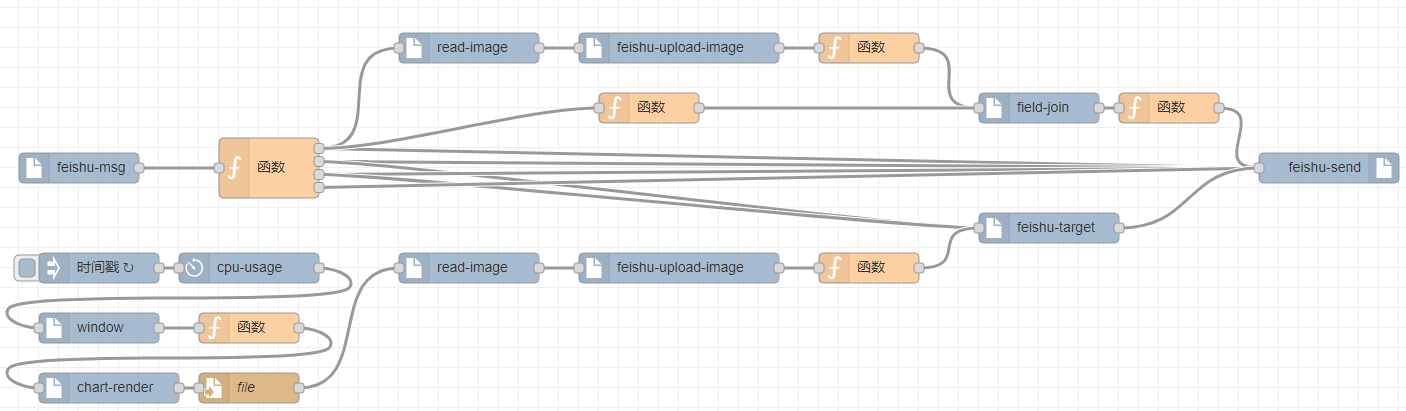 read-image
feishu-upload-image
函数
函数
field-join
函数
feishu-msg
函数
feishu-send
feishu-target
时间戳 ↻
cpu-usage
read-image
feishu-upload-image
函数
window
函数
chart-render
file